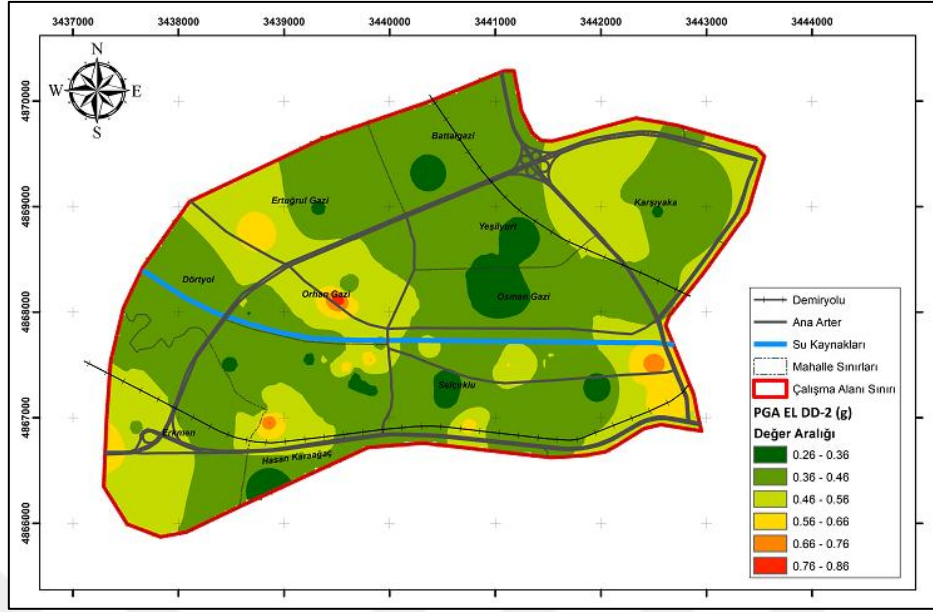 3437000 3438000 3439000 3440000 3441000 3442000 3443000 3444000
N
W E
S
4870000
4869000
4868000
4867000
4866000
Battalgazi
Ertuğrul Gazi
Karşıyaka
Yeşilyurt
Dörtyol
Orhan Gazi
Osman Gazi
Selçuklu
Erkmen
Hasan Karaağaç
Demiryolu
Ana Arter
Su Kaynakları
Mahalle Sınırları
Çalışma Alanı Sınırı
PGA EL DD-2 (g)
Değer Aralığı
0.26 - 0.36
0.36 - 0.46
0.46 - 0.56
0.56 - 0.66
0.66 - 0.76
0.76 - 0.86